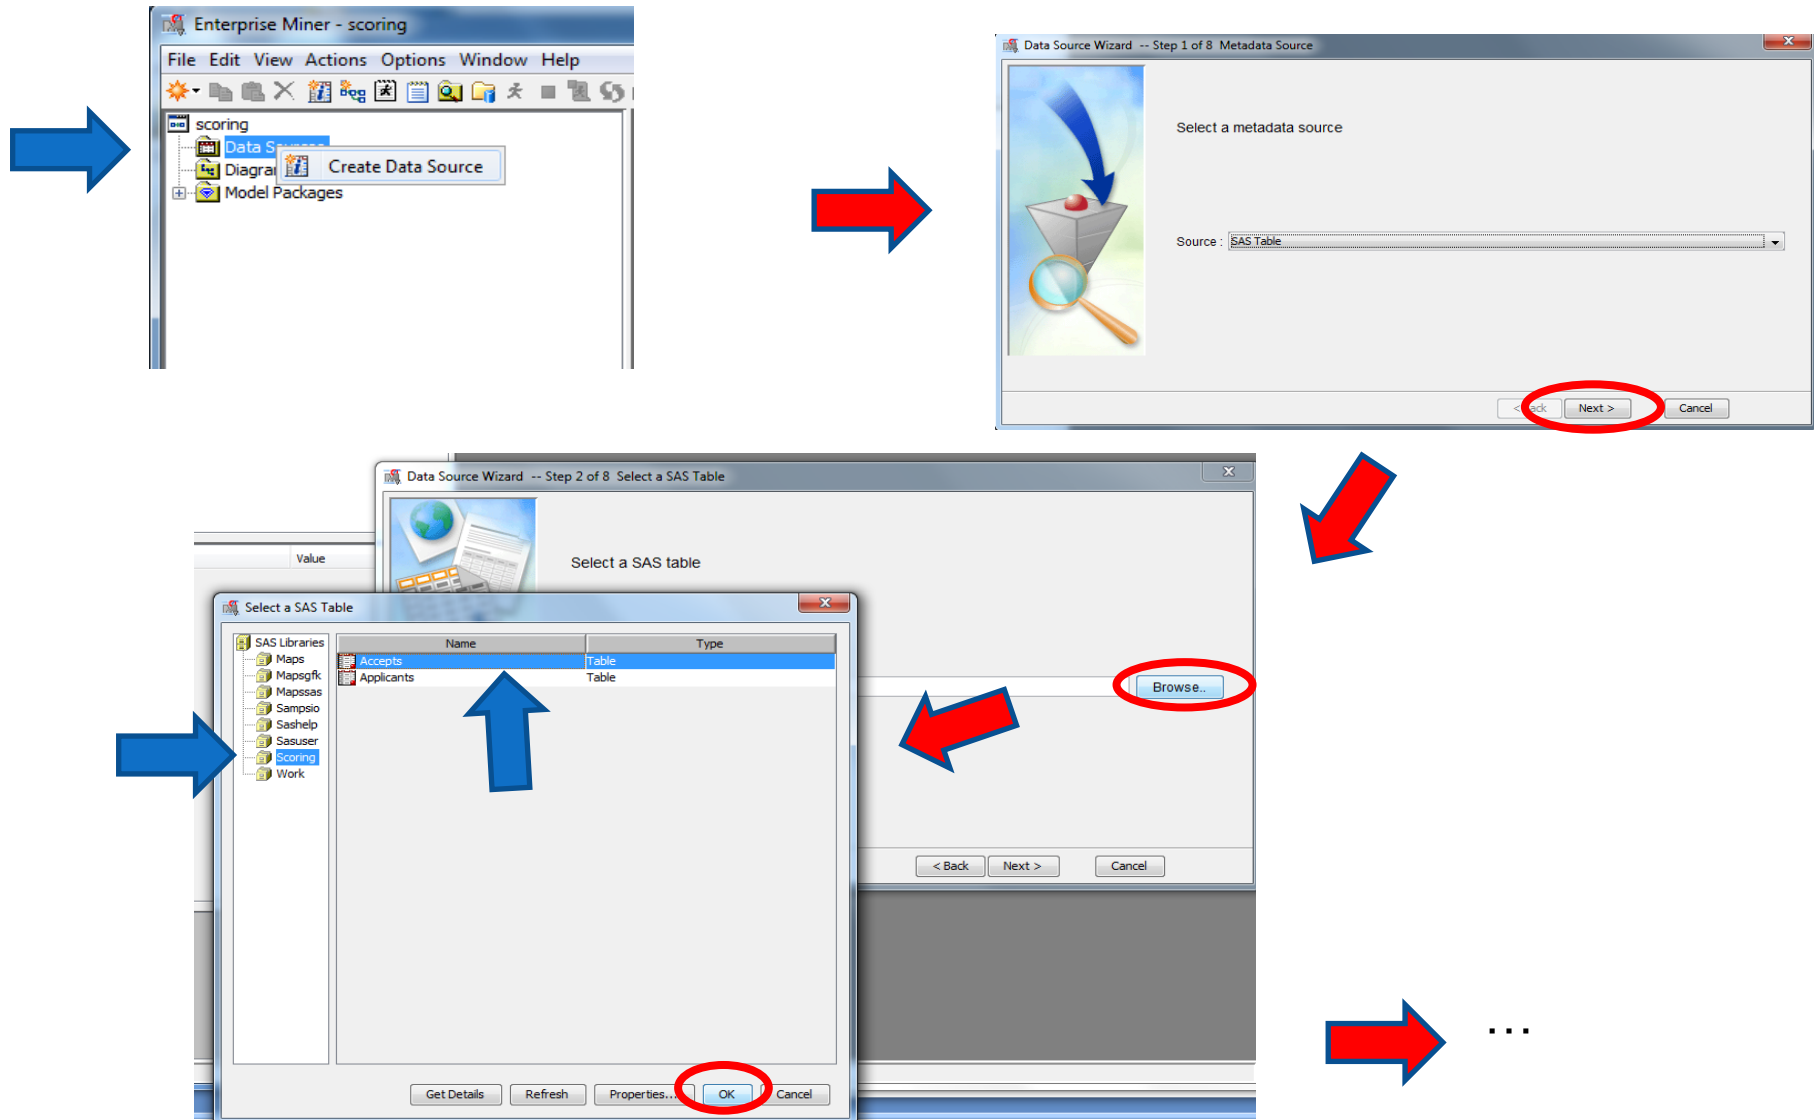 Enterprise Miner - scoring
File Edit View Actions Options Window Help
scoring
Data Sources
Create Data Source
Diagra
Model Packages
Data Source Wizard -- Step 1 of 8 Metadata Source
Select a metadata source
Source : SAS Table
< Back Next > Cancel
Data Source Wizard -- Step 2 of 8 Select a SAS Table
Value
Select a SAS table
Browse..
< Back Next > Cancel
Select a SAS Table
SAS Libraries
Maps
Mapsgfk
Mapssas
Sampsio
Sashelp
Sasuser
Scoring
Work
Name Type
Accepts Table
Applicants Table
Get Details Refresh Properties... OK Cancel
...